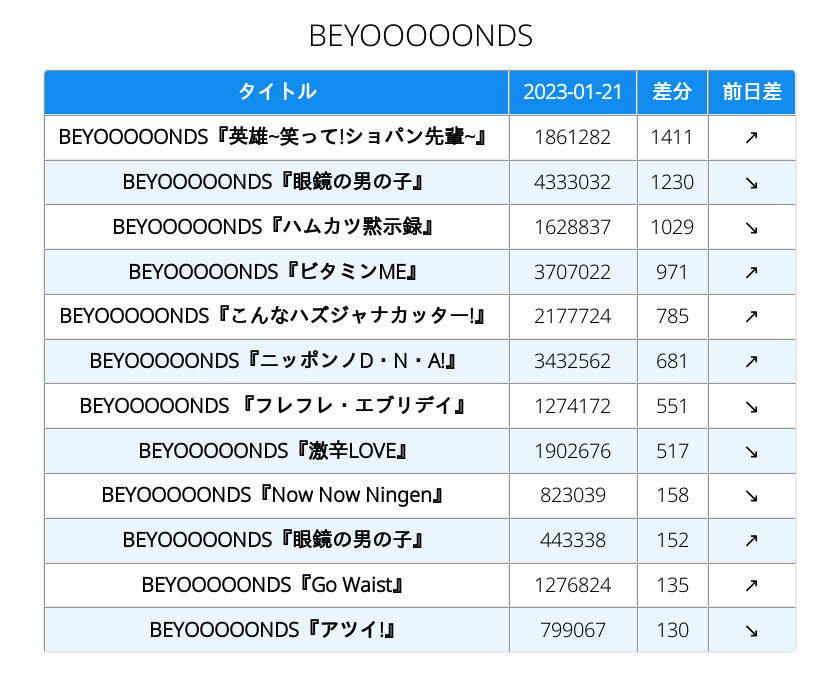 BEYOOOOONDS
タイトル 2023-01-21 差分 前日差
BEYOOOOONDS『英雄~笑って!ショパン先輩~』 1861282 1411 ↗
BEYOOOOONDS『眼鏡の男の子』 4333032 1230 ↘
BEYOOOOONDS『ハムカツ黙示録』 1628837 1029 ↘
BEYOOOOONDS『ビタミンME』 3707022 971 ↗
BEYOOOOONDS『こんなハズジャナカッター!』 2177724 785 ↗
BEYOOOOONDS『ニッポンノD・N・A!』 3432562 681 ↗
BEYOOOOONDS 『フレフレ・エブリデイ』 1274172 551 ↘
BEYOOOOONDS『激辛LOVE』 1902676 517 ↘
BEYOOOOONDS『Now Now Ningen』 823039 158 ↘
BEYOOOOONDS『眼鏡の男の子』 443338 152 ↗
BEYOOOOONDS『Go Waist』 1276824 135 ↗
BEYOOOOONDS『アツイ!』 799067 130 ↘